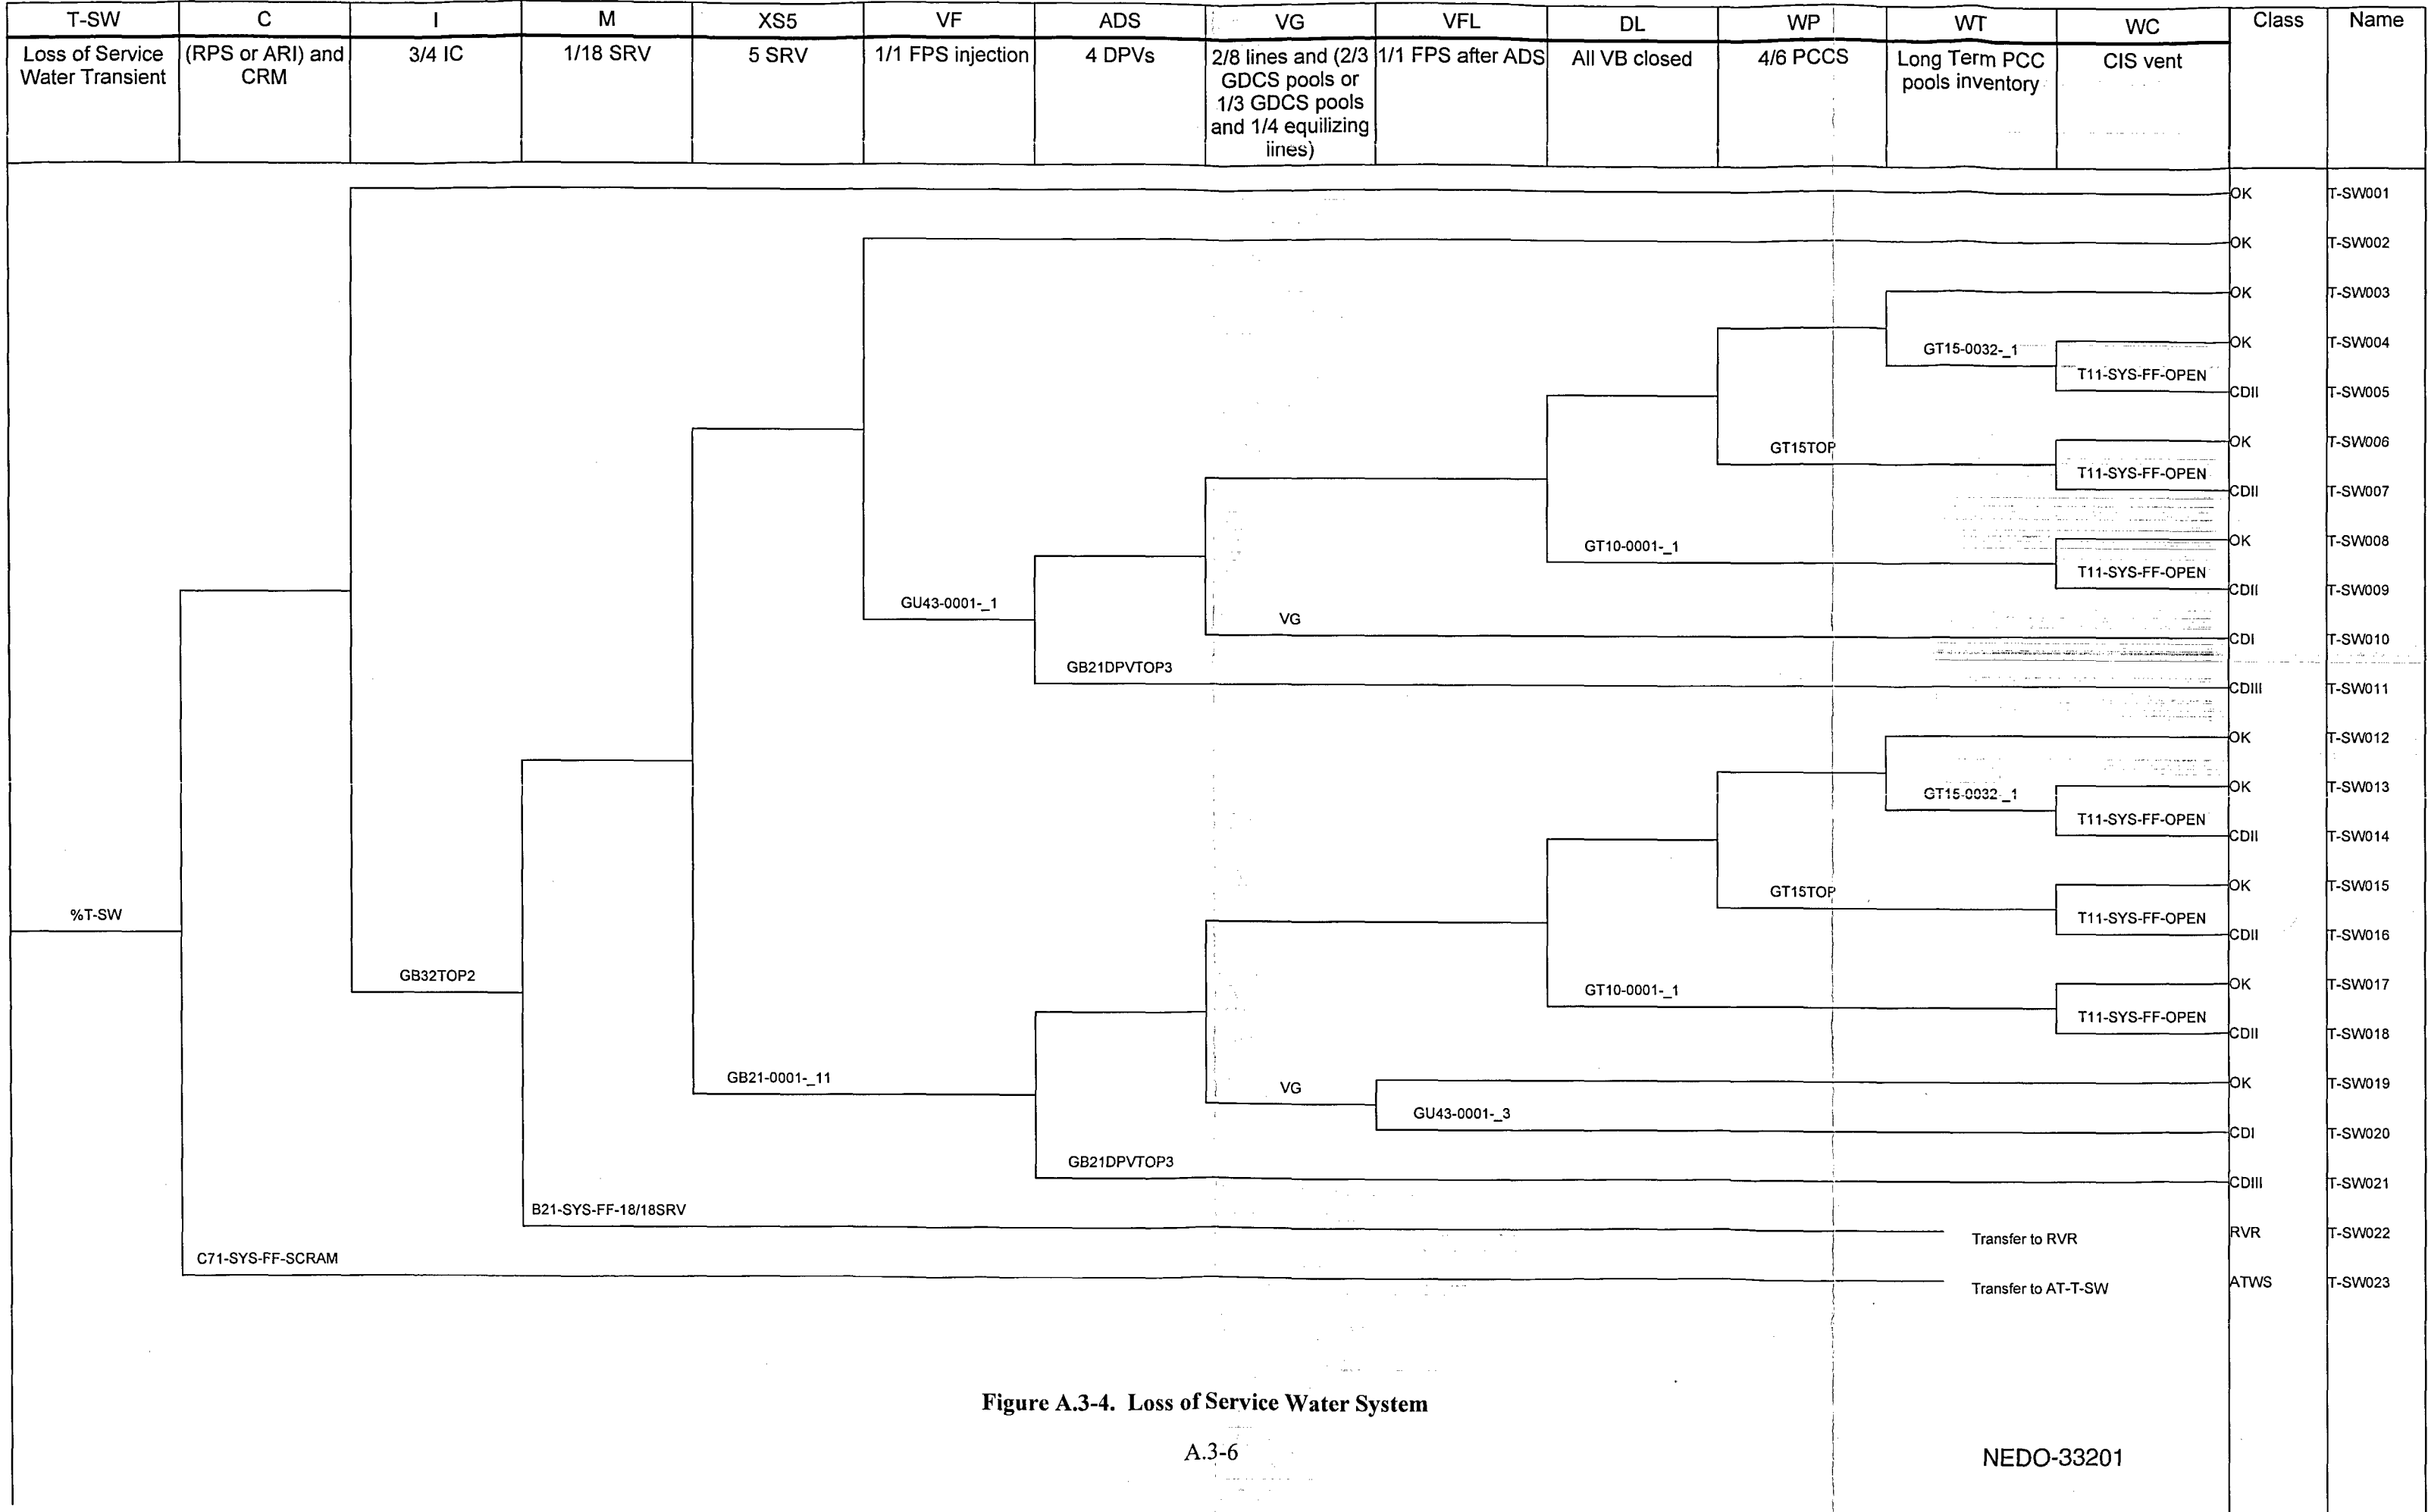 T-SW C I M XS5 VF ADS VG VFL DL WP WT WC Class Name
Loss of Service
Water Transient
(RPS or ARI) and
CRM
3/4 IC
1/18 SRV
5 SRV
1/1 FPS injection
4 DPVs
2/8 lines and (2/3
GDCS pools or
1/3 GDCS pools
and 1/4 equilizing
lines)
1/1 FPS after ADS
All VB closed
4/6 PCCS
Long Term PCC
pools inventory
CIS vent
OK T-SW001
OK T-SW002
OK T-SW003
OK T-SW004
GT15-0032-_1
T11-SYS-FF-OPEN
CDII T-SW005
OK T-SW006
GT15TOP
T11-SYS-FF-OPEN
CDII T-SW007
OK T-SW008
GT10-0001-_1
T11-SYS-FF-OPEN
CDII T-SW009
GU43-0001-_1
VG
CDI T-SW010
GB21DPVTOP3
CDIII T-SW011
OK T-SW012
OK T-SW013
GT15-0032-_1
T11-SYS-FF-OPEN
CDII T-SW014
OK T-SW015
GT15TOP
%T-SW
T11-SYS-FF-OPEN
CDII T-SW016
GB32TOP2
OK T-SW017
GT10-0001-_1
T11-SYS-FF-OPEN
CDII T-SW018
GB21-0001-_11
VG
OK T-SW019
GU43-0001-_3
CDI T-SW020
GB21DPVTOP3
CDIII T-SW021
B21-SYS-FF-18/18SRV
Transfer to RVR
RVR T-SW022
C71-SYS-FF-SCRAM
Transfer to AT-T-SW
ATWS T-SW023
Figure A.3-4. Loss of Service Water System
A.3-6
NEDO-33201